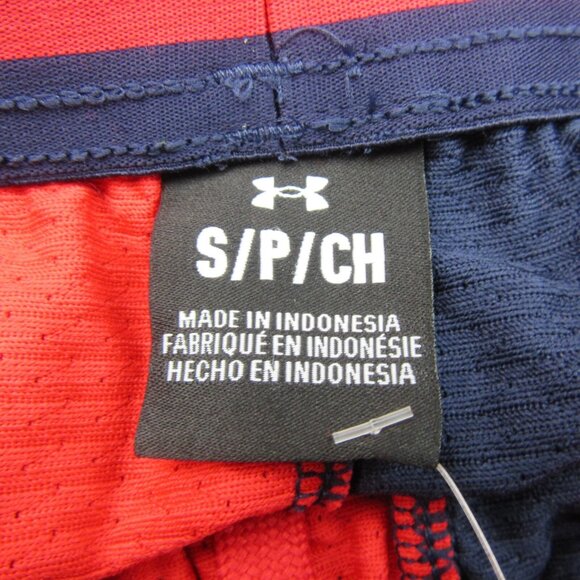 S/P/CH
MADE IN INDONESIA
FABRIQUÉ EN INDONÉSIE
HECHO EN INDONESIA